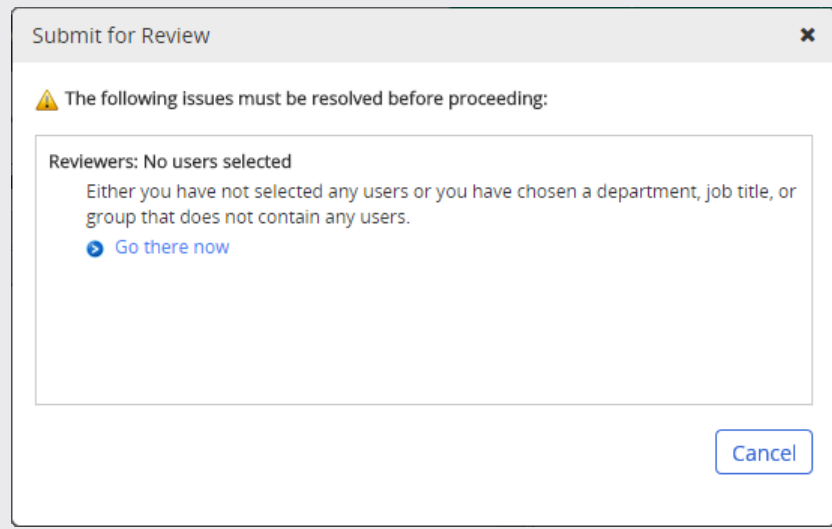 Submit for Review
The following issues must be resolved before proceeding:
Reviewers: No users selected
Either you have not selected any users or you have chosen a department, job title, or
group that does not contain any users.
Go there now
Cancel